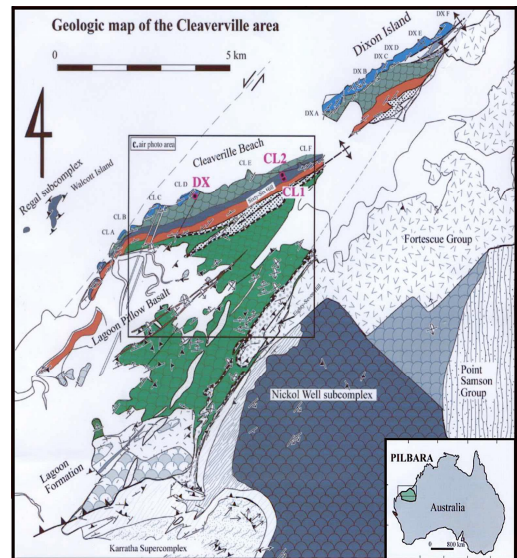 Geologic map of the Cleaverville area
0
5 km
Dixon Island
DX F
DX E
DX D
DX C
DX B
DX A
4
C. air photo area
Cleaverville Beach
CL F
CL2
CL E
CL D
DX
CL1
CL C
CL B
CL A
Regal subcomplex
Walcott Island
Fortescue Group
Lagoon Pillow Basalt
Point
Samson
Group
Nickol Well subcomplex
Lagoon
Formation
Karratha Supercomplex
PILBARA
Australia
0 800 km